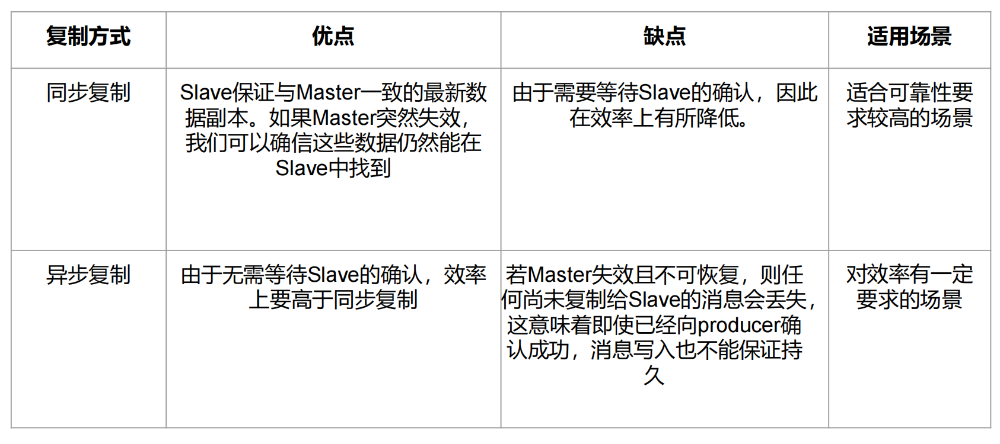 复制方式
优点
缺点
适用场景
同步复制
Slave保证与Master一致的最新数
据副本。如果Master突然失效，
我们可以确信这些数据仍然能在
Slave中找到
由于需要等待Slave的确认，因此
在效率上有所降低。
适合可靠性要
求较高的场景
异步复制
由于无需等待Slave的确认，效率
上要高于同步复制
若Master失效且不可恢复，则任
何尚未复制给Slave的消息会丢失，
这意味着即使已经向producer确
认成功，消息写入也不能保证持
久
对效率有一定
要求的场景